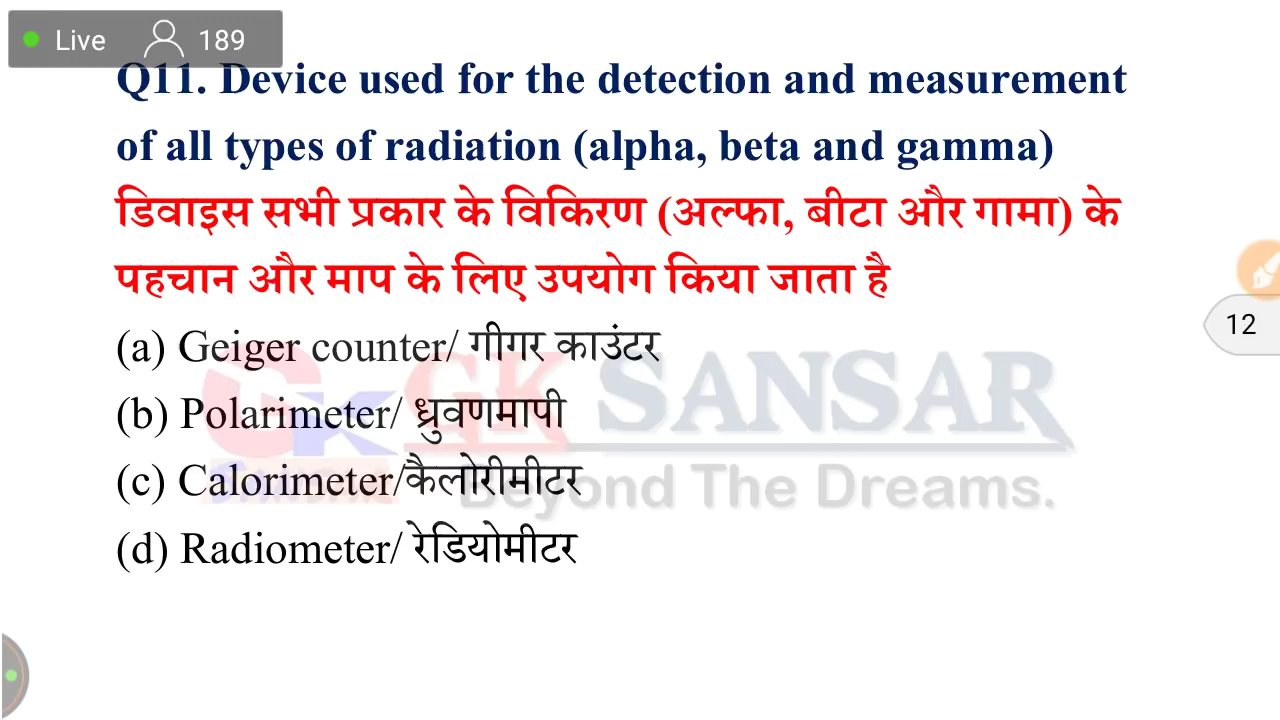 Live 189
Q11. Device used for the detection and measurement
of all types of radiation (alpha, beta and gamma)
डिवाइस सभी प्रकार के विकिरण (अल्फा, बीटा और गामा) के
पहचान और माप के लिए उपयोग किया जाता है
12
(a) Geiger counter/ गीगर काउंटर
(b) Polarimeter/ ध्रुवणमापी
(c) Calorimeter/कैलोरीमीटर
(d) Radiometer/ रेडियोमीटर
GK SANSAR
Beyond The Dreams.